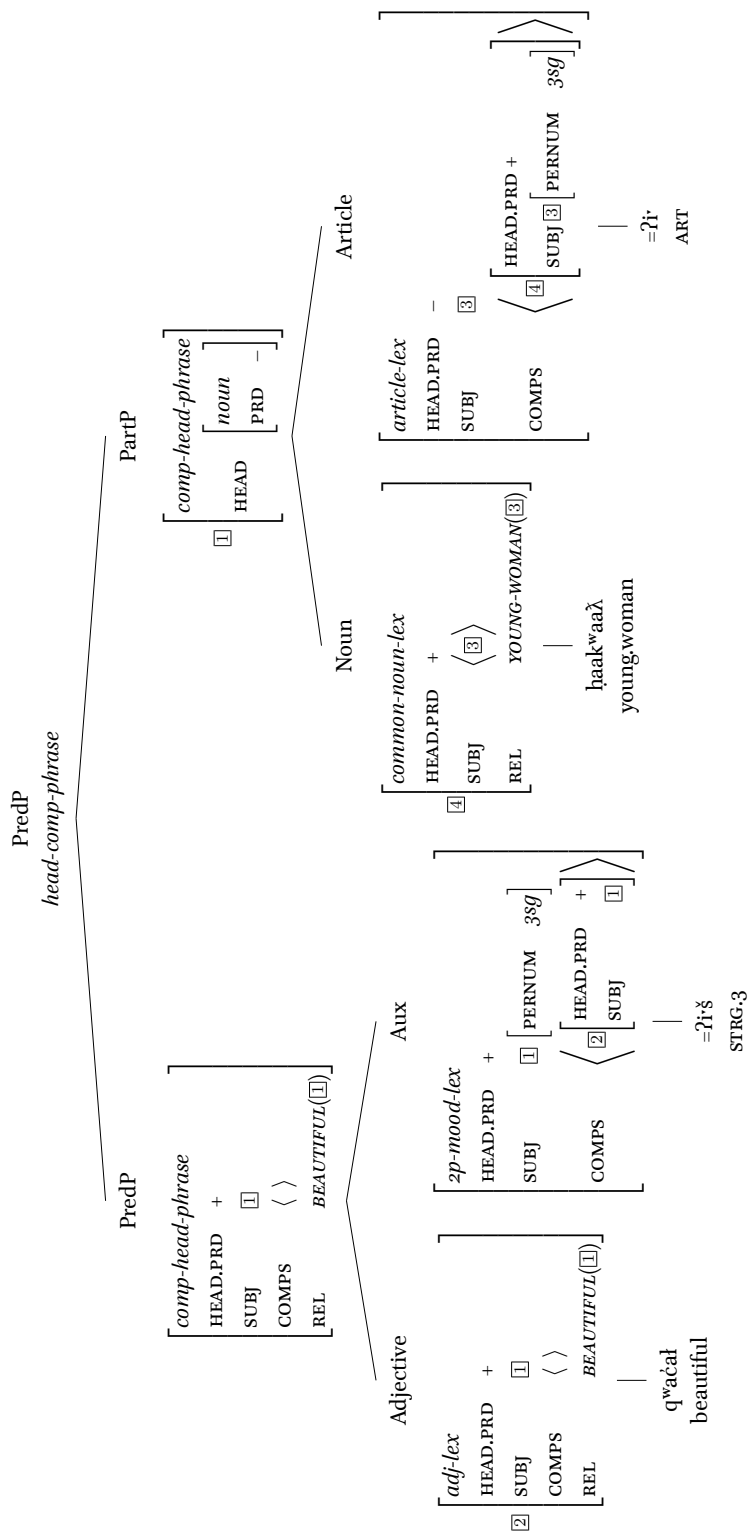 PredP
head-comp-phrase
PredP
comp-head-phrase
HEAD.PRD +
SUBJ 1
COMPS ⟨ ⟩
REL BEAUTIFUL(1)
Adjective
2
adj-lex
HEAD.PRD +
SUBJ 1
COMPS ⟨ ⟩
REL BEAUTIFUL(1)
qʷac̓ał
beautiful
Aux
2p-mood-lex
HEAD.PRD +
SUBJ 1 [PERNUM 3sg]
COMPS ⟨ 2 [HEAD.PRD + SUBJ 1] ⟩
=ʔiˑš
STRG.3
PartP
1
comp-head-phrase
HEAD [noun PRD −]
Noun
4
common-noun-lex
HEAD.PRD +
SUBJ ⟨3⟩
REL YOUNG-WOMAN(3)
ḥaakʷaaƛ̓
young.woman
Article
article-lex
HEAD.PRD −
SUBJ 3
COMPS ⟨ 4 [HEAD.PRD + SUBJ 3 [PERNUM 3sg]] ⟩
=ʔiˑ
ART